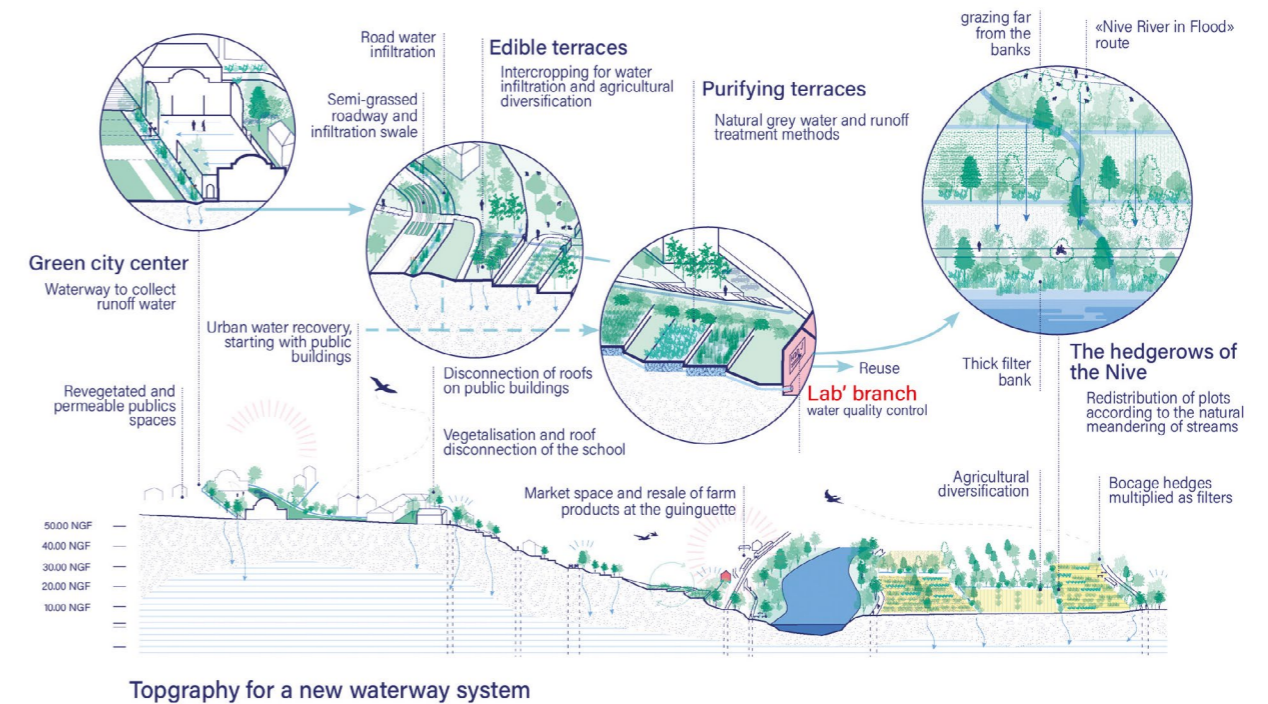 Road water
infiltration
Edible terraces
Intercropping for water
infiltration and agricultural
diversification
Semi-grassed
roadway and
infiltration swale
Purifying terraces
Natural grey water and runoff
treatment methods
grazing far
from the
banks
«Nive River in Flood»
route
Green city center
Waterway to collect
runoff water
Urban water recovery,
starting with public
buildings
Revegetated and
permeable publics
spaces
Disconnection of roofs
on public buildings
Vegetalisation and roof
disconnection of the school
Reuse
Lab' branch
water quality control
Thick filter
bank
The hedgerows of
the Nive
Redistribution of plots
according to the natural
meandering of streams
Market space and resale of farm
products at the guinguette
Agricultural
diversification
Bocage hedges
multiplied as filters
50.00 NGF
40.00 NGF
30.00 NGF
20.00 NGF
10.00 NGF
Topgraphy for a new waterway system